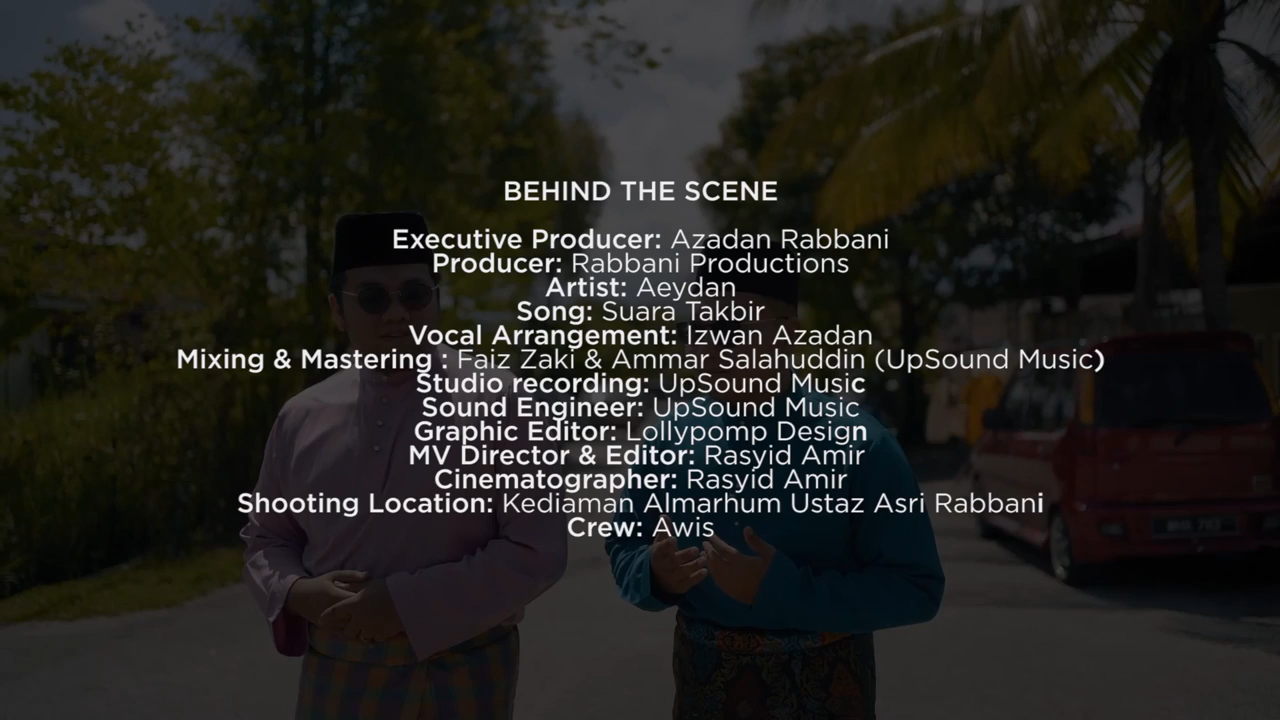 BEHIND THE SCENE
Executive Producer: Azadan Rabbani
Producer: Rabbani Productions
Artist: Aeydan
Song: Suara Takbir
Vocal Arrangement: Izwan Azadan
Mixing & Mastering : Faiz Zaki & Ammar Salahuddin (UpSound Music)
Studio recording: UpSound Music
Sound Engineer: UpSound Music
Graphic Editor: Lollypomp Design
MV Director & Editor: Rasyid Amir
Cinematographer: Rasyid Amir
Shooting Location: Kediaman Almarhum Ustaz Asri Rabbani
Crew: Awis